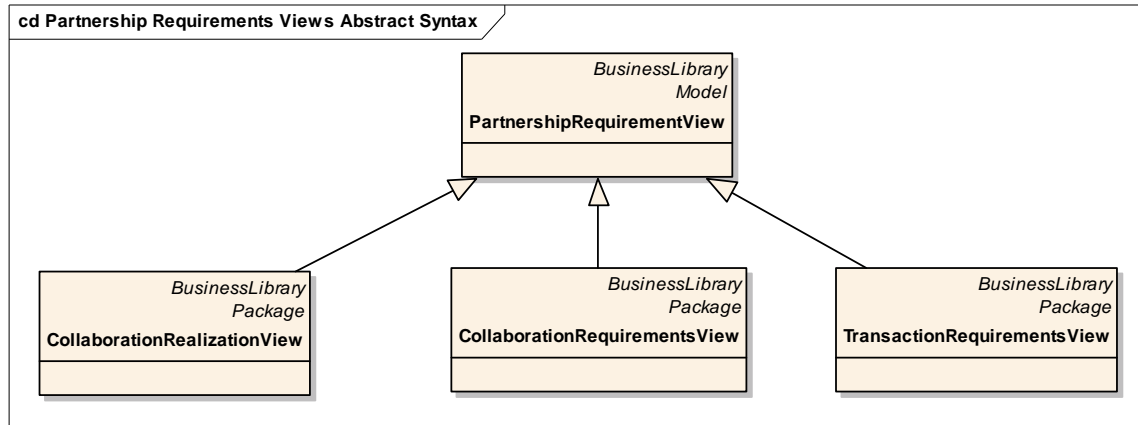 cd Partnership Requirements Views Abstract Syntax
BusinessLibrary
Model
PartnershipRequirementView
BusinessLibrary
Package
CollaborationRealizationView
BusinessLibrary
Package
CollaborationRequirementsView
BusinessLibrary
Package
TransactionRequirementsView